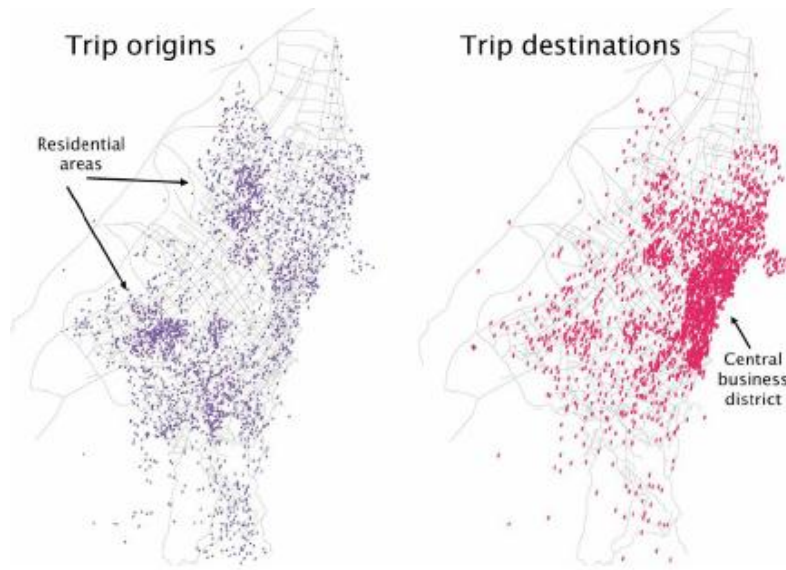 Trip origins
Trip destinations
Residential
areas
Central
business
district